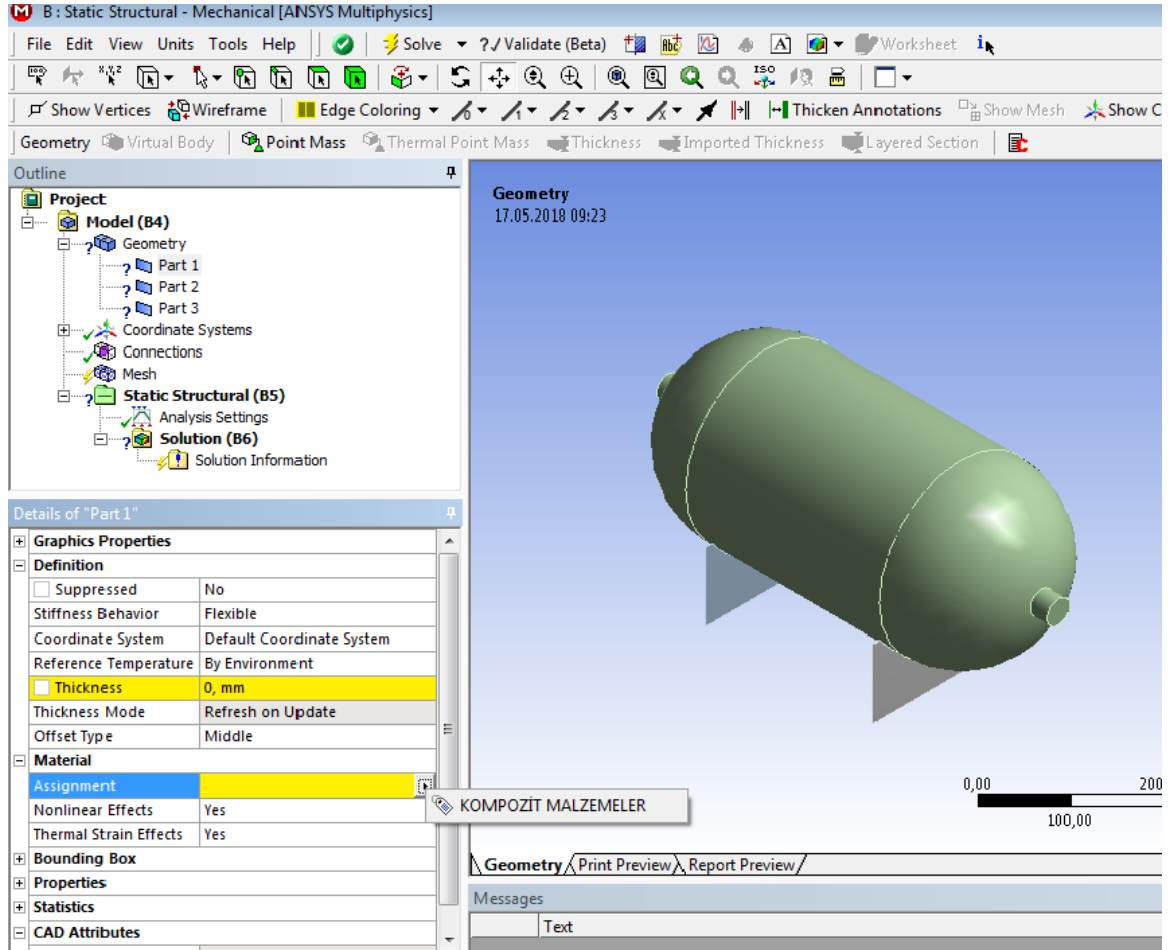 B : Static Structural - Mechanical [ANSYS Multiphysics]
File Edit View Units Tools Help Solve ?✓ Validate (Beta) Abc A Worksheet i
x,y,z ISO
Show Vertices Wireframe Edge Coloring 0 1 2 3 x Thicken Annotations Show Mesh Show C
Geometry Virtual Body Point Mass Thermal Point Mass Thickness Imported Thickness Layered Section
Outline
Project
Model (B4)
Geometry
Part 1
Part 2
Part 3
Coordinate Systems
Connections
Mesh
Static Structural (B5)
Analysis Settings
Solution (B6)
Solution Information
Geometry
17.05.2018 09:23
Details of "Part 1"
Graphics Properties
Definition
Suppressed No
Stiffness Behavior Flexible
Coordinate System Default Coordinate System
Reference Temperature By Environment
Thickness 0, mm
Thickness Mode Refresh on Update
Offset Type Middle
Material
Assignment
KOMPOZİT MALZEMELER
Nonlinear Effects Yes
Thermal Strain Effects Yes
Bounding Box
Properties
Statistics
CAD Attributes
0,00 200
100,00
Geometry Print Preview Report Preview
Messages
Text